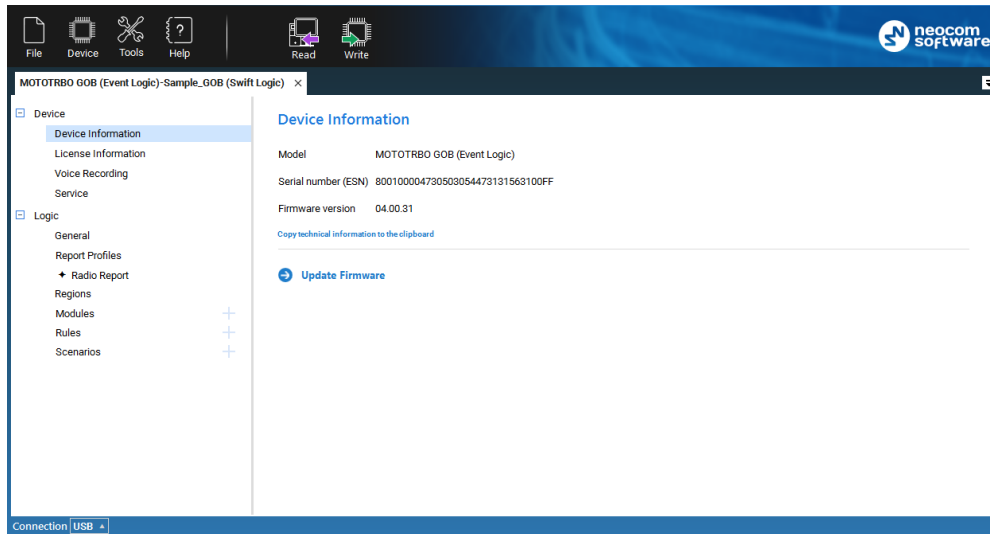 File Device Tools Help Read Write
neocom
software
MOTOTRBO GOB (Event Logic)-Sample_GOB (Swift Logic) ×
Device
Device Information
License Information
Voice Recording
Service
Logic
General
Report Profiles
Radio Report
Regions
Modules
Rules
Scenarios
Device Information
Model MOTOTRBO GOB (Event Logic)
Serial number (ESN) 800100004730503054473131563100FF
Firmware version 04.00.31
Copy technical information to the clipboard
Update Firmware
Connection USB